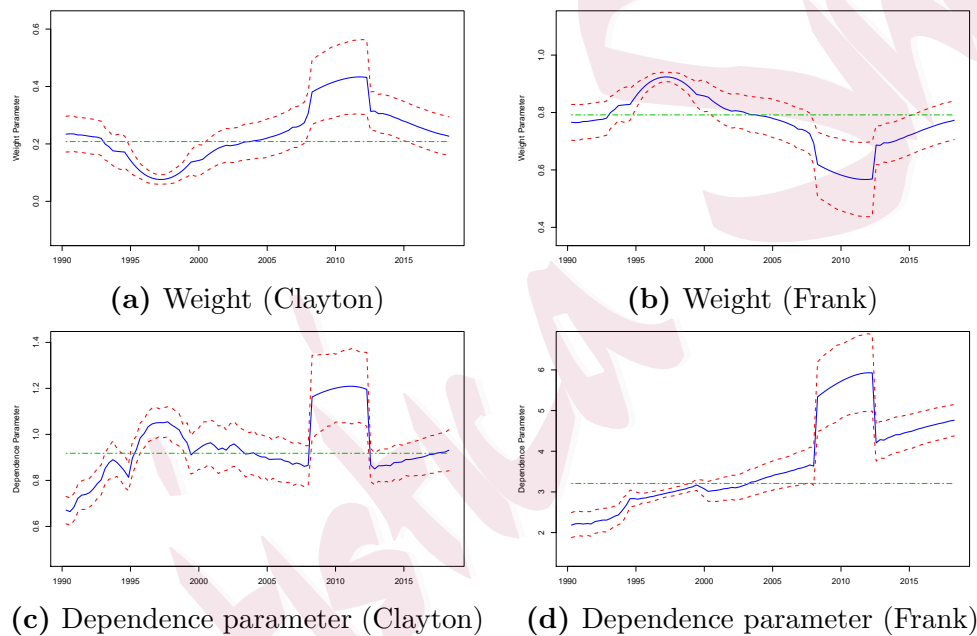 0.6
0.4
0.2
0.0
Weight Parameter
1990 1995 2000 2005 2010 2015
(a) Weight (Clayton)
1.0
0.8
0.6
0.4
Weight Parameter
1990 1995 2000 2005 2010 2015
(b) Weight (Frank)
1.4
1.2
1.0
0.8
0.6
Dependence Parameter
1990 1995 2000 2005 2010 2015
(c) Dependence parameter (Clayton)
6
5
4
3
2
Dependence Parameter
1990 1995 2000 2005 2010 2015
(d) Dependence parameter (Frank)